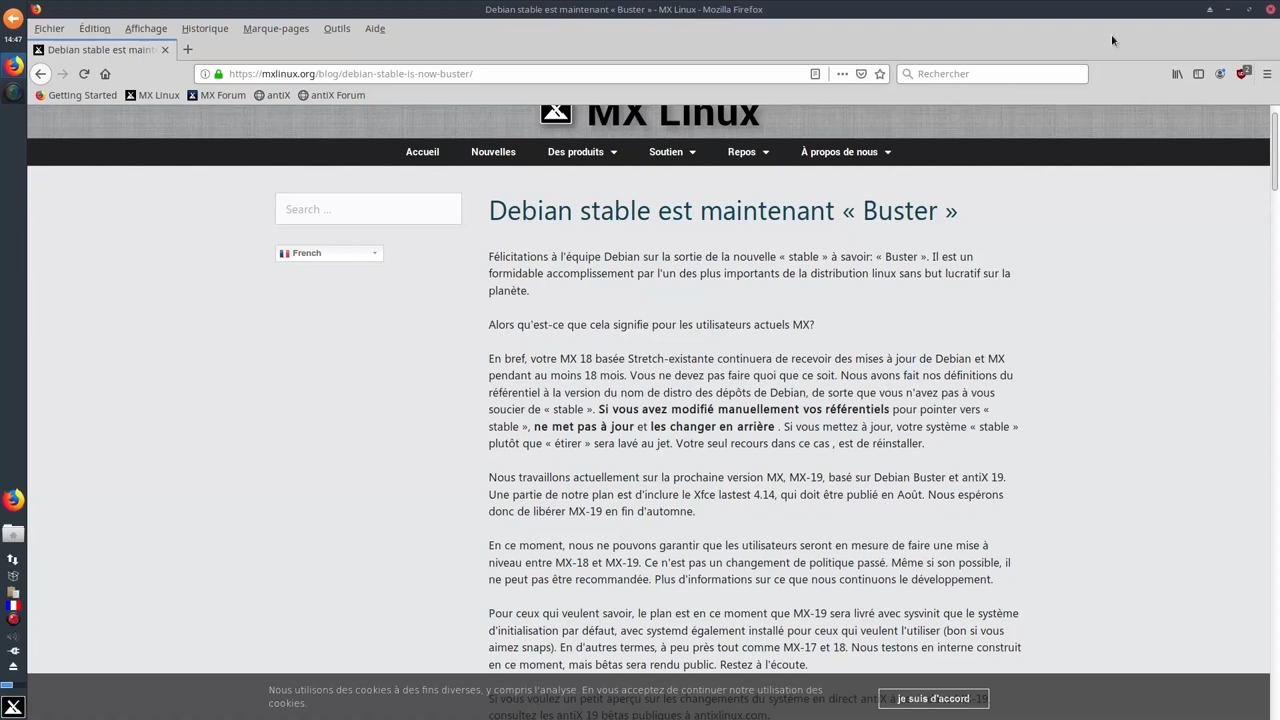 Debian stable est maintenant « Buster » - MX Linux - Mozilla Firefox
14:47
Fichier Édition Affichage Historique Marque-pages Outils Aide
Debian stable est maint
https://mxlinux.org/blog/debian-stable-is-now-buster/
Rechercher
2
Getting Started MX Linux MX Forum antiX antiX Forum
MX Linux
Accueil Nouvelles Des produits Soutien Repos À propos de nous
Search ...
French
Debian stable est maintenant « Buster »
Félicitations à l'équipe Debian sur la sortie de la nouvelle « stable » à savoir: « Buster ». Il est un
formidable accomplissement par l'un des plus importants de la distribution linux sans but lucratif sur la
planète.
Alors qu'est-ce que cela signifie pour les utilisateurs actuels MX?
En bref, votre MX 18 basée Stretch-existante continuera de recevoir des mises à jour de Debian et MX
pendant au moins 18 mois. Vous ne devez pas faire quoi que ce soit. Nous avons fait nos définitions du
référentiel à la version du nom de distro des dépôts de Debian, de sorte que vous n'avez pas à vous
soucier de « stable ». Si vous avez modifié manuellement vos référentiels pour pointer vers «
stable », ne met pas à jour et les changer en arrière . Si vous mettez à jour, votre système « stable »
plutôt que « étirer » sera lavé au jet. Votre seul recours dans ce cas , est de réinstaller.
Nous travaillons actuellement sur la prochaine version MX, MX-19, basé sur Debian Buster et antiX 19.
Une partie de notre plan est d'inclure le Xfce lastest 4.14, qui doit être publié en Août. Nous espérons
donc de libérer MX-19 en fin d'automne.
En ce moment, nous ne pouvons garantir que les utilisateurs seront en mesure de faire une mise à
niveau entre MX-18 et MX-19. Ce n'est pas un changement de politique passé. Même si son possible, il
ne peut pas être recommandée. Plus d'informations sur ce que nous continuons le développement.
Pour ceux qui veulent savoir, le plan est en ce moment que MX-19 sera livré avec sysvinit que le système
d'initialisation par défaut, avec systemd également installé pour ceux qui veulent l'utiliser (bon si vous
aimez snaps). En d'autres termes, à peu près tout comme MX-17 et 18. Nous testons en interne construit
en ce moment, mais bêtas sera rendu public. Restez à l'écoute.
Nous utilisons des cookies à des fins diverses, y compris l'analyse. En vous acceptez de continuer notre utilisation des
cookies.
je suis d'accord
Si vous voulez un petit aperçu sur les changements du système en direct antiX à MX-19
consultez les antiX 19 bêtas publiques à antixlinux.com.